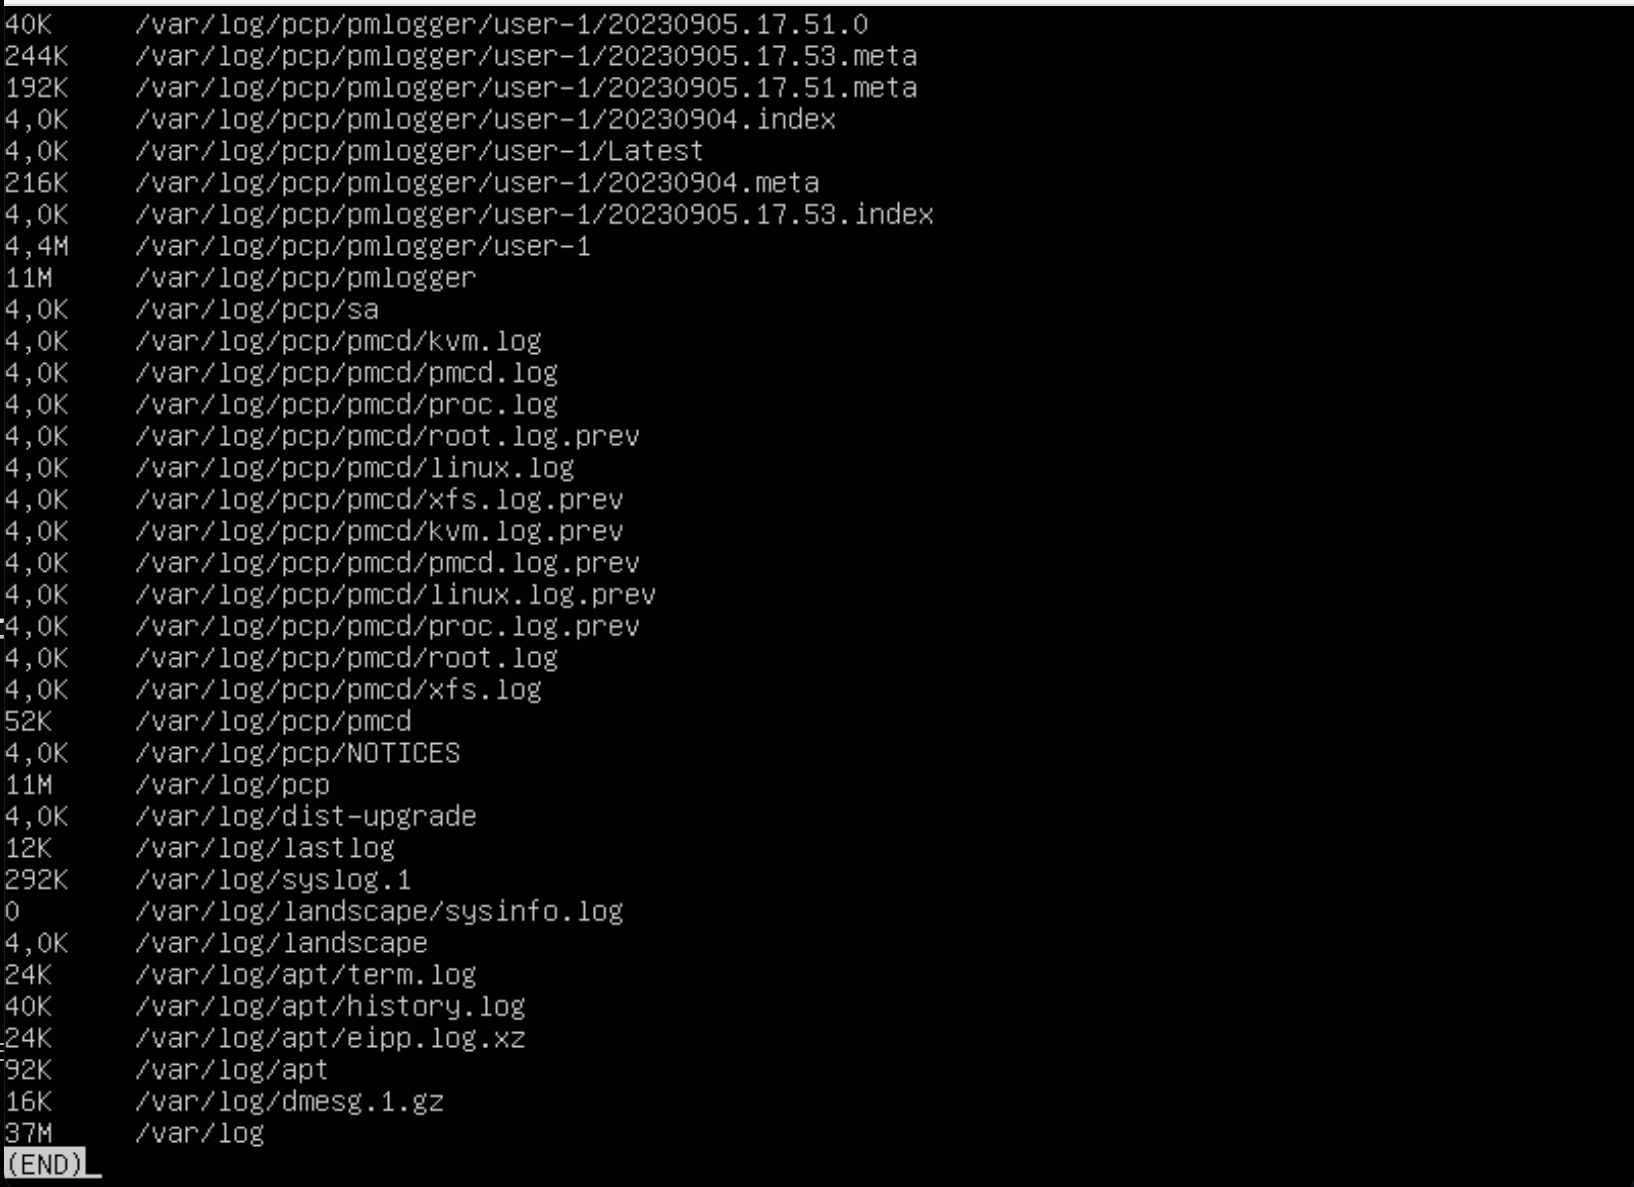 40K     /var/log/pcp/pmlogger/user-1/20230905.17.51.0
244K    /var/log/pcp/pmlogger/user-1/20230905.17.53.meta
192K    /var/log/pcp/pmlogger/user-1/20230905.17.51.meta
4,0K    /var/log/pcp/pmlogger/user-1/20230904.index
4,0K    /var/log/pcp/pmlogger/user-1/Latest
216K    /var/log/pcp/pmlogger/user-1/20230904.meta
4,0K    /var/log/pcp/pmlogger/user-1/20230905.17.53.index
4,4M    /var/log/pcp/pmlogger/user-1
11M     /var/log/pcp/pmlogger
4,0K    /var/log/pcp/sa
4,0K    /var/log/pcp/pmcd/kvm.log
4,0K    /var/log/pcp/pmcd/pmcd.log
4,0K    /var/log/pcp/pmcd/proc.log
4,0K    /var/log/pcp/pmcd/root.log.prev
4,0K    /var/log/pcp/pmcd/linux.log
4,0K    /var/log/pcp/pmcd/xfs.log.prev
4,0K    /var/log/pcp/pmcd/kvm.log.prev
4,0K    /var/log/pcp/pmcd/pmcd.log.prev
4,0K    /var/log/pcp/pmcd/linux.log.prev
4,0K    /var/log/pcp/pmcd/proc.log.prev
4,0K    /var/log/pcp/pmcd/root.log
4,0K    /var/log/pcp/pmcd/xfs.log
52K     /var/log/pcp/pmcd
4,0K    /var/log/pcp/NOTICES
11M     /var/log/pcp
4,0K    /var/log/dist-upgrade
12K     /var/log/lastlog
292K    /var/log/syslog.1
0       /var/log/landscape/sysinfo.log
4,0K    /var/log/landscape
24K     /var/log/apt/term.log
40K     /var/log/apt/history.log
24K     /var/log/apt/eipp.log.xz
92K     /var/log/apt
16K     /var/log/dmesg.1.gz
37M     /var/log
(END)